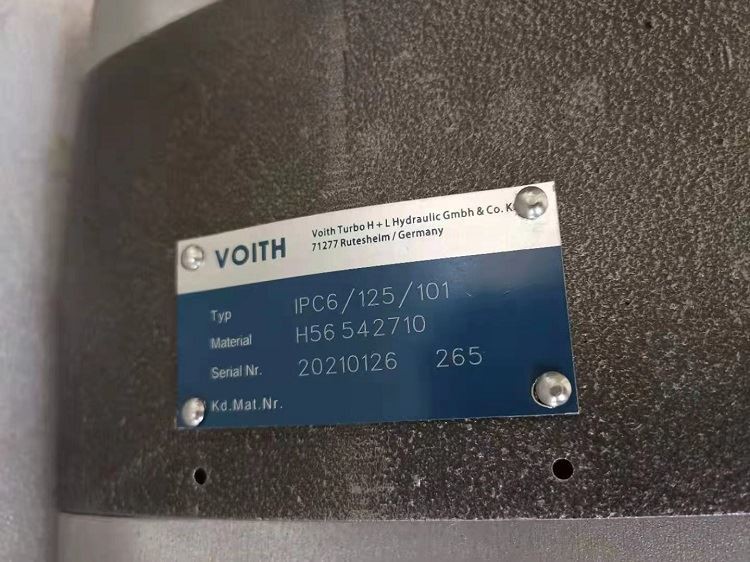 VOITH
Voith Turbo H + L Hydraulic Gmbh & Co.
71277 Rutesheim / Germany
Typ IPC6/125/101
Material H56 542710
Serial Nr. 20210126 265
Kd.Mat.Nr.